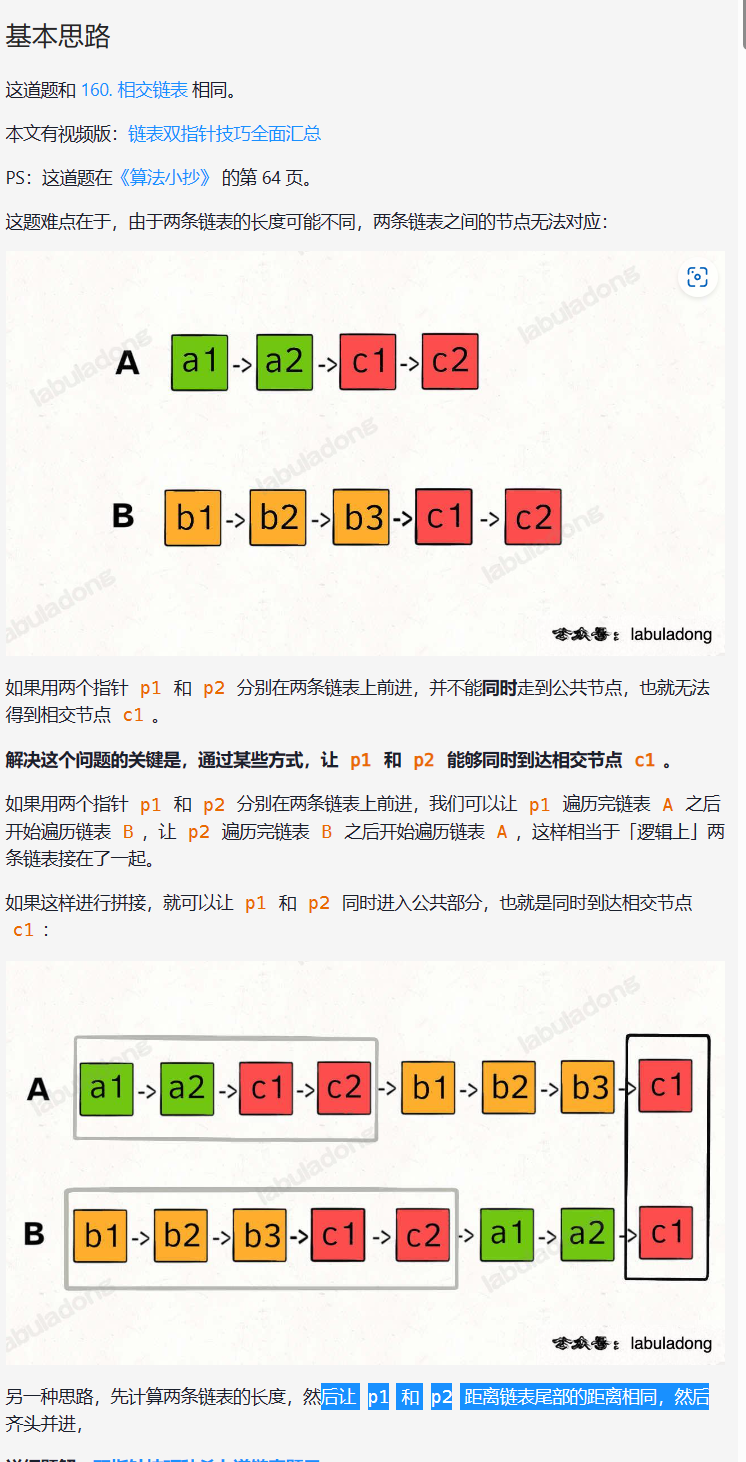 基本思路
这道题和 160. 相交链表 相同。
本文有视频版：链表双指针技巧全面汇总
PS：这道题在《算法小抄》 的第 64 页。
这题难点在于，由于两条链表的长度可能不同，两条链表之间的节点无法对应：
labuladong
labuladong
A a1 -> a2 -> c1 -> c2
labuladong
B b1 -> b2 -> b3 -> c1 -> c2
labuladong
labuladong
公众号：labuladong
如果用两个指针 p1 和 p2 分别在两条链表上前进，并不能同时走到公共节点，也就无法
得到相交节点 c1 。
解决这个问题的关键是，通过某些方式，让 p1 和 p2 能够同时到达相交节点 c1 。
如果用两个指针 p1 和 p2 分别在两条链表上前进，我们可以让 p1 遍历完链表 A 之后
开始遍历链表 B ，让 p2 遍历完链表 B 之后开始遍历链表 A ，这样相当于「逻辑上」两
条链表接在了一起。
如果这样进行拼接，就可以让 p1 和 p2 同时进入公共部分，也就是同时到达相交节点
c1 ：
labuladong
labuladong
A a1 -> a2 -> c1 -> c2 -> b1 -> b2 -> b3 -> c1
labuladong
B b1 -> b2 -> b3 -> c1 -> c2 -> a1 -> a2 -> c1
labuladong
labuladong
公众号：labuladong
另一种思路，先计算两条链表的长度，然后让 p1 和 p2 距离链表尾部的距离相同，然后
齐头并进，